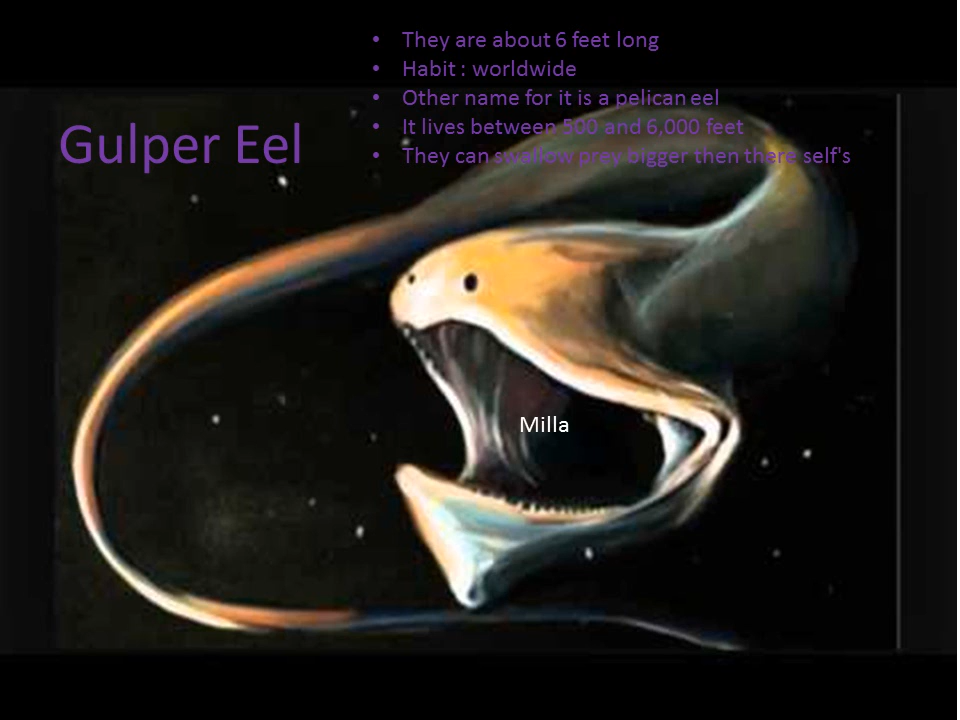 Gulper Eel
• They are about 6 feet long
• Habit : worldwide
• Other name for it is a pelican eel
• It lives between 500 and 6,000 feet
• They can swallow prey bigger then there self's
Milla